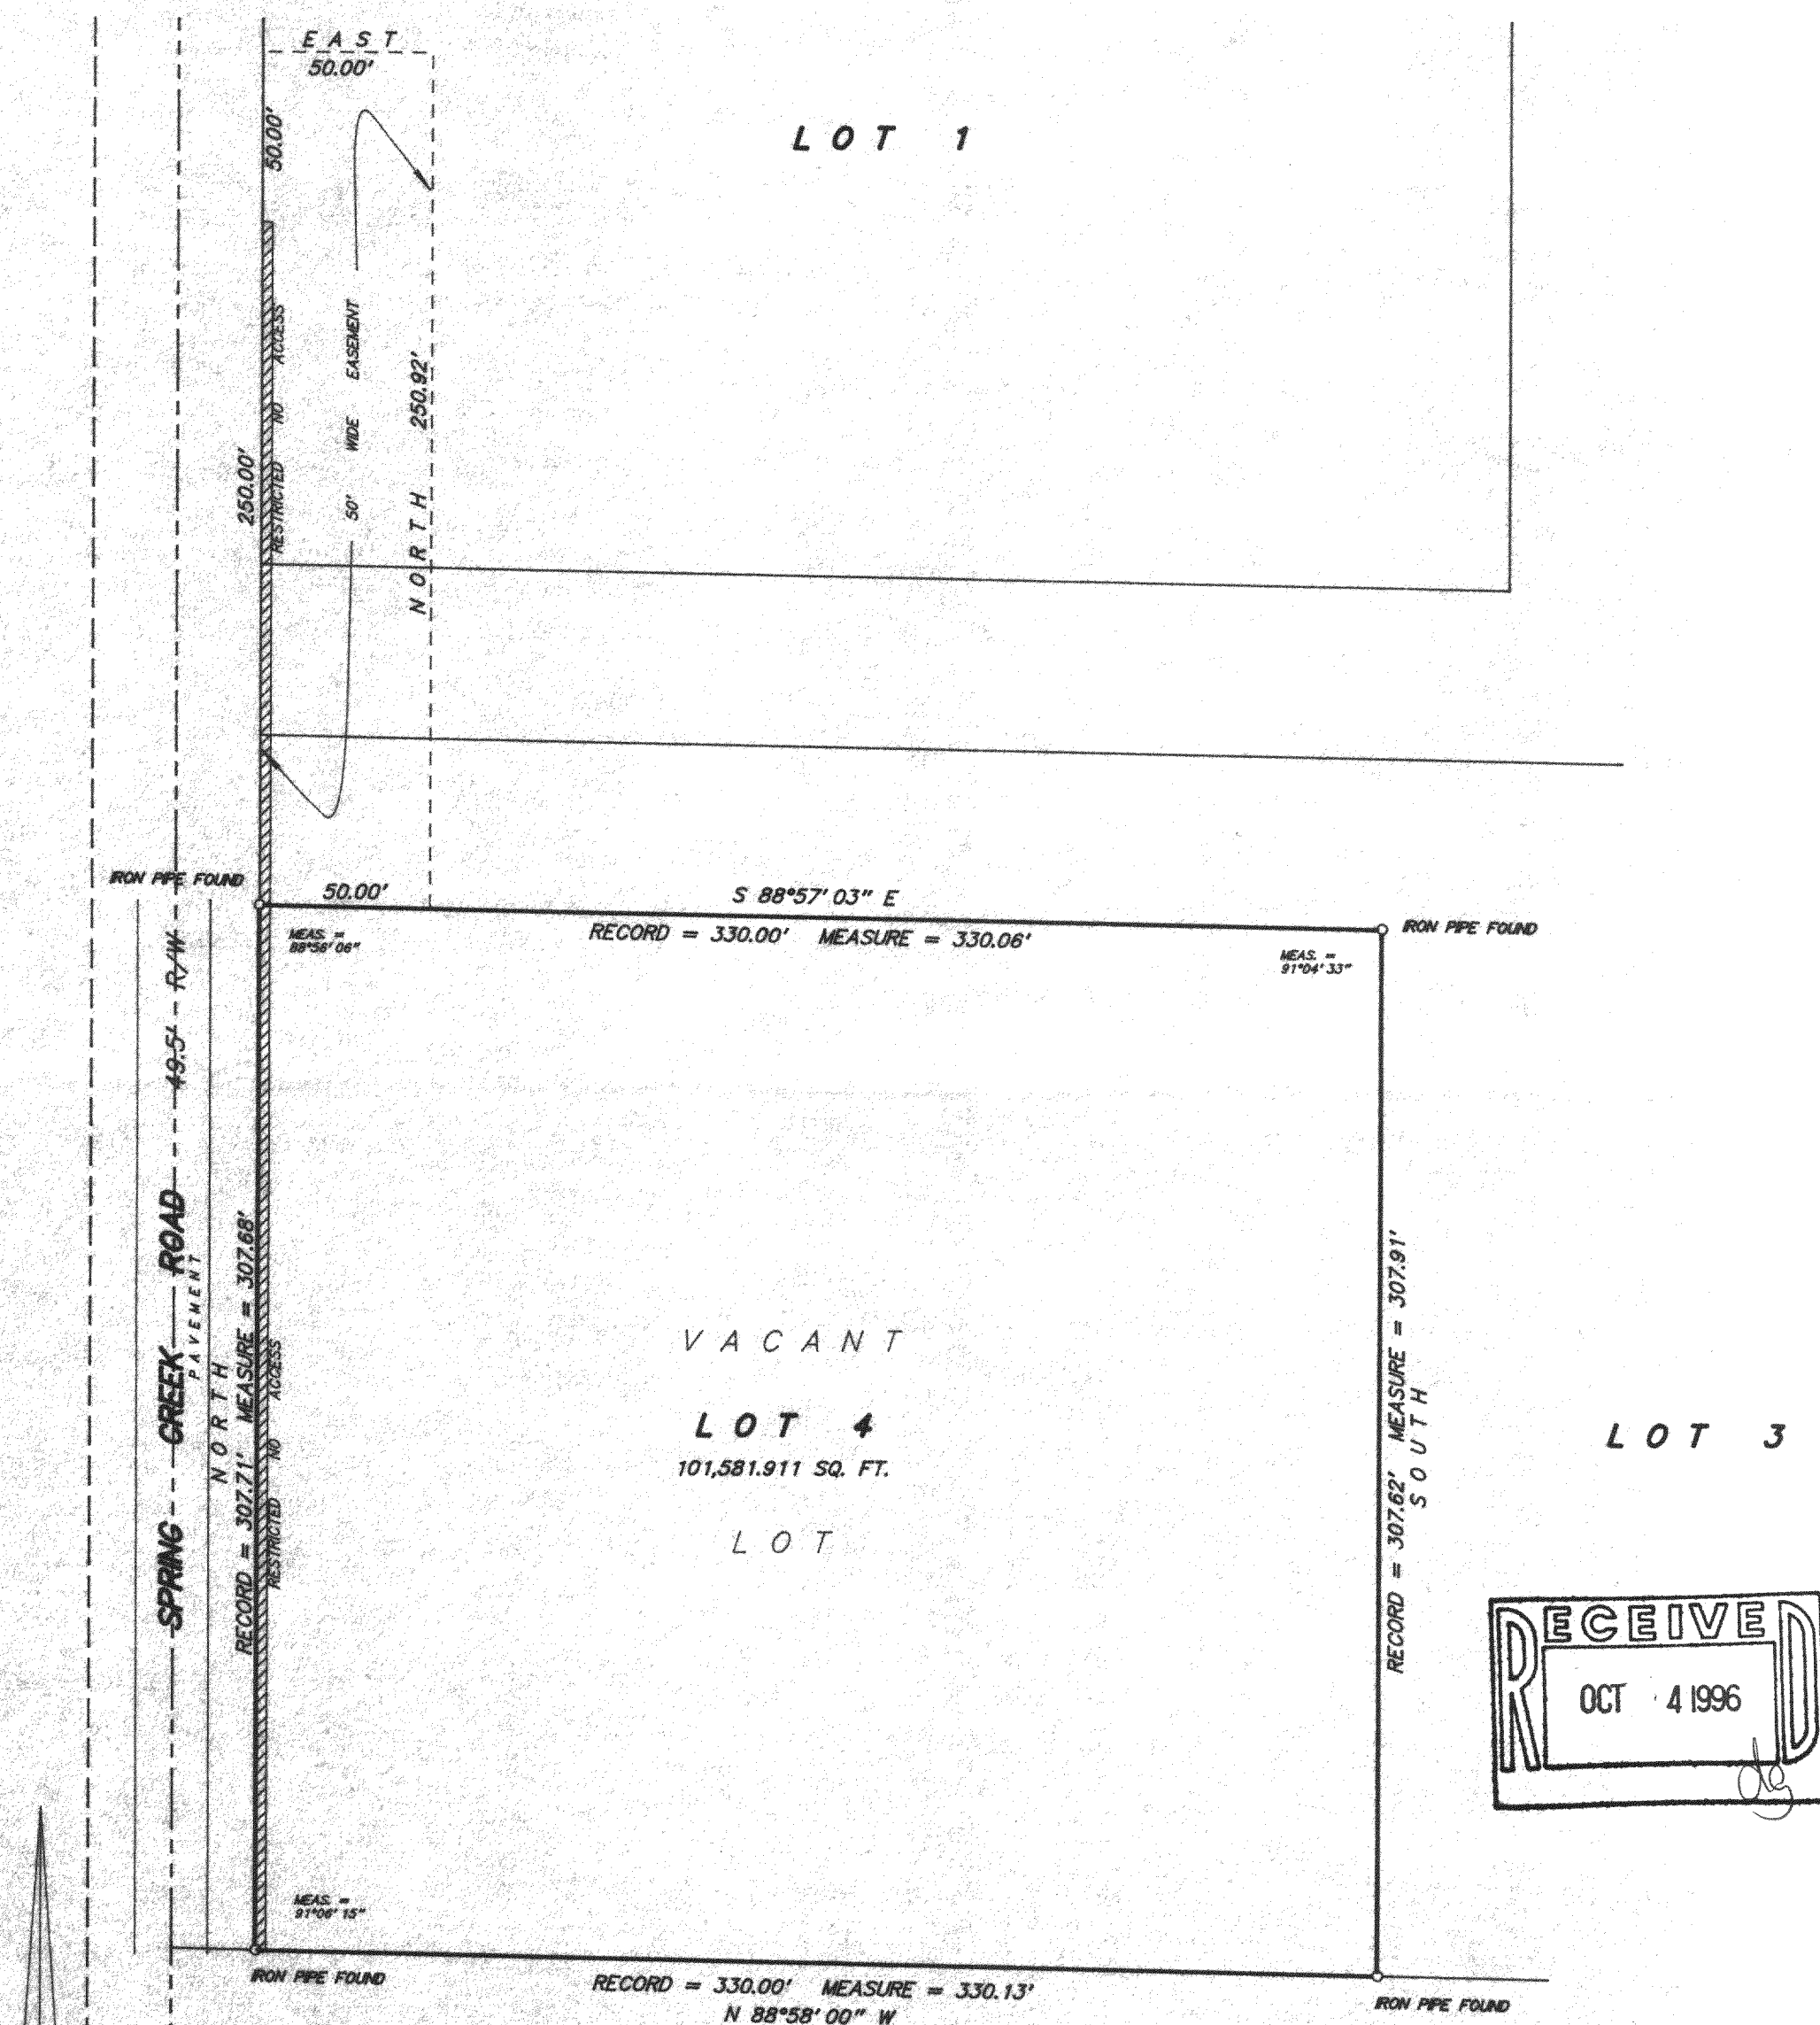 EAST
50.00'
50.00'
LOT 1
RESTRICTED NO ACCESS
50' WIDE EASEMENT
NORTH 250.92'
250.00'
IRON PIPE FOUND
50.00'
S 88°57'03" E
RECORD = 330.00' MEASURE = 330.06'
IRON PIPE FOUND
MEAS. =
88°56'06"
MEAS. =
91°04'33"
SPRING CREEK ROAD 49.5' R/W
PAVEMENT
NORTH
RECORD = 307.71' MEASURE = 307.68'
RESTRICTED NO ACCESS
VACANT
LOT 4
101,581.911 SQ. FT.
LOT
RECORD = 307.62' MEASURE = 307.91'
SOUTH
LOT 3
RECEIVED
OCT 4 1996
MEAS. =
91°06'15"
IRON PIPE FOUND
RECORD = 330.00' MEASURE = 330.13'
N 88°58'00" W
IRON PIPE FOUND